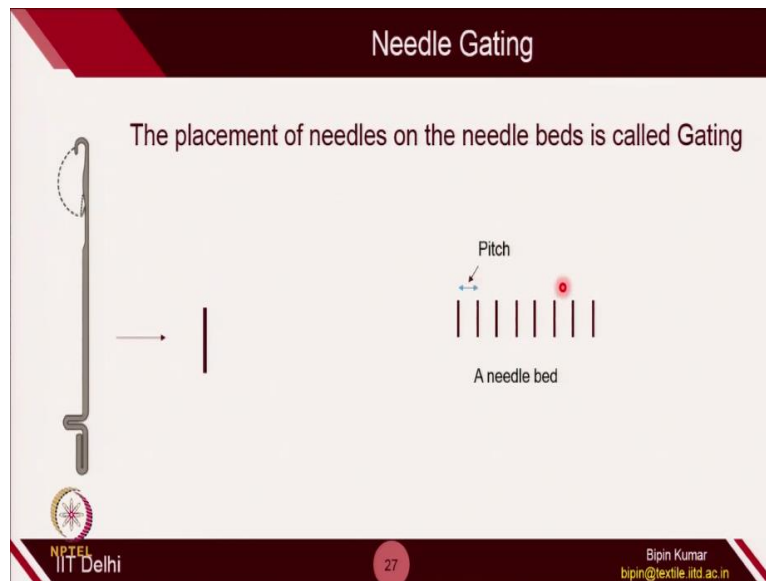 Needle Gating
The placement of needles on the needle beds is called Gating
Pitch
A needle bed
NPTEL
IIT Delhi
27
Bipin Kumar
bipin@textile.iitd.ac.in